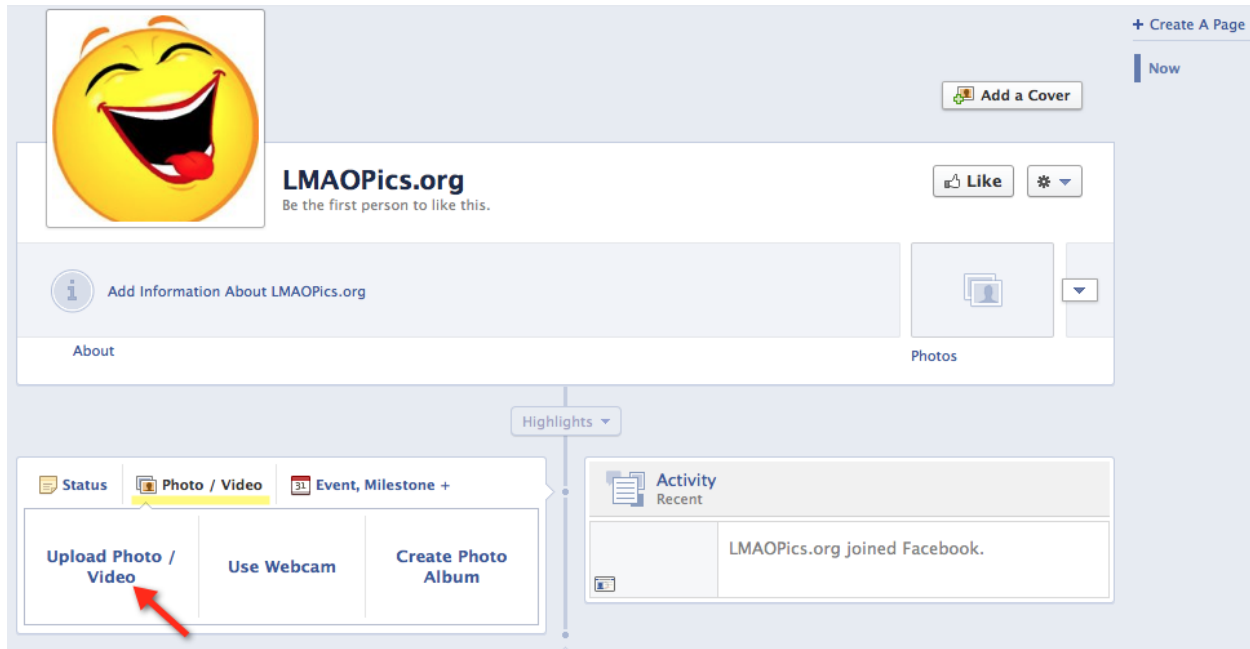 + Create A Page
Now
Add a Cover
LMAOPics.org
Be the first person to like this.
Like
i
Add Information About LMAOPics.org
About
Photos
Highlights
Status
Photo / Video
31
Event, Milestone +
Upload Photo /
Video
Use Webcam
Create Photo
Album
Activity
Recent
LMAOPics.org joined Facebook.